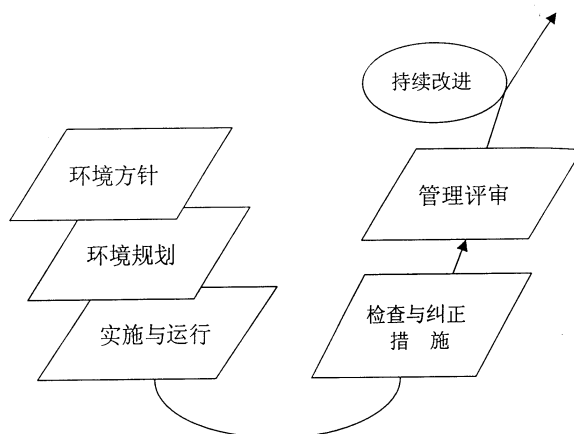 环境方针
环境规划
实施与运行
持续改进
管理评审
检查与纠正
措 施